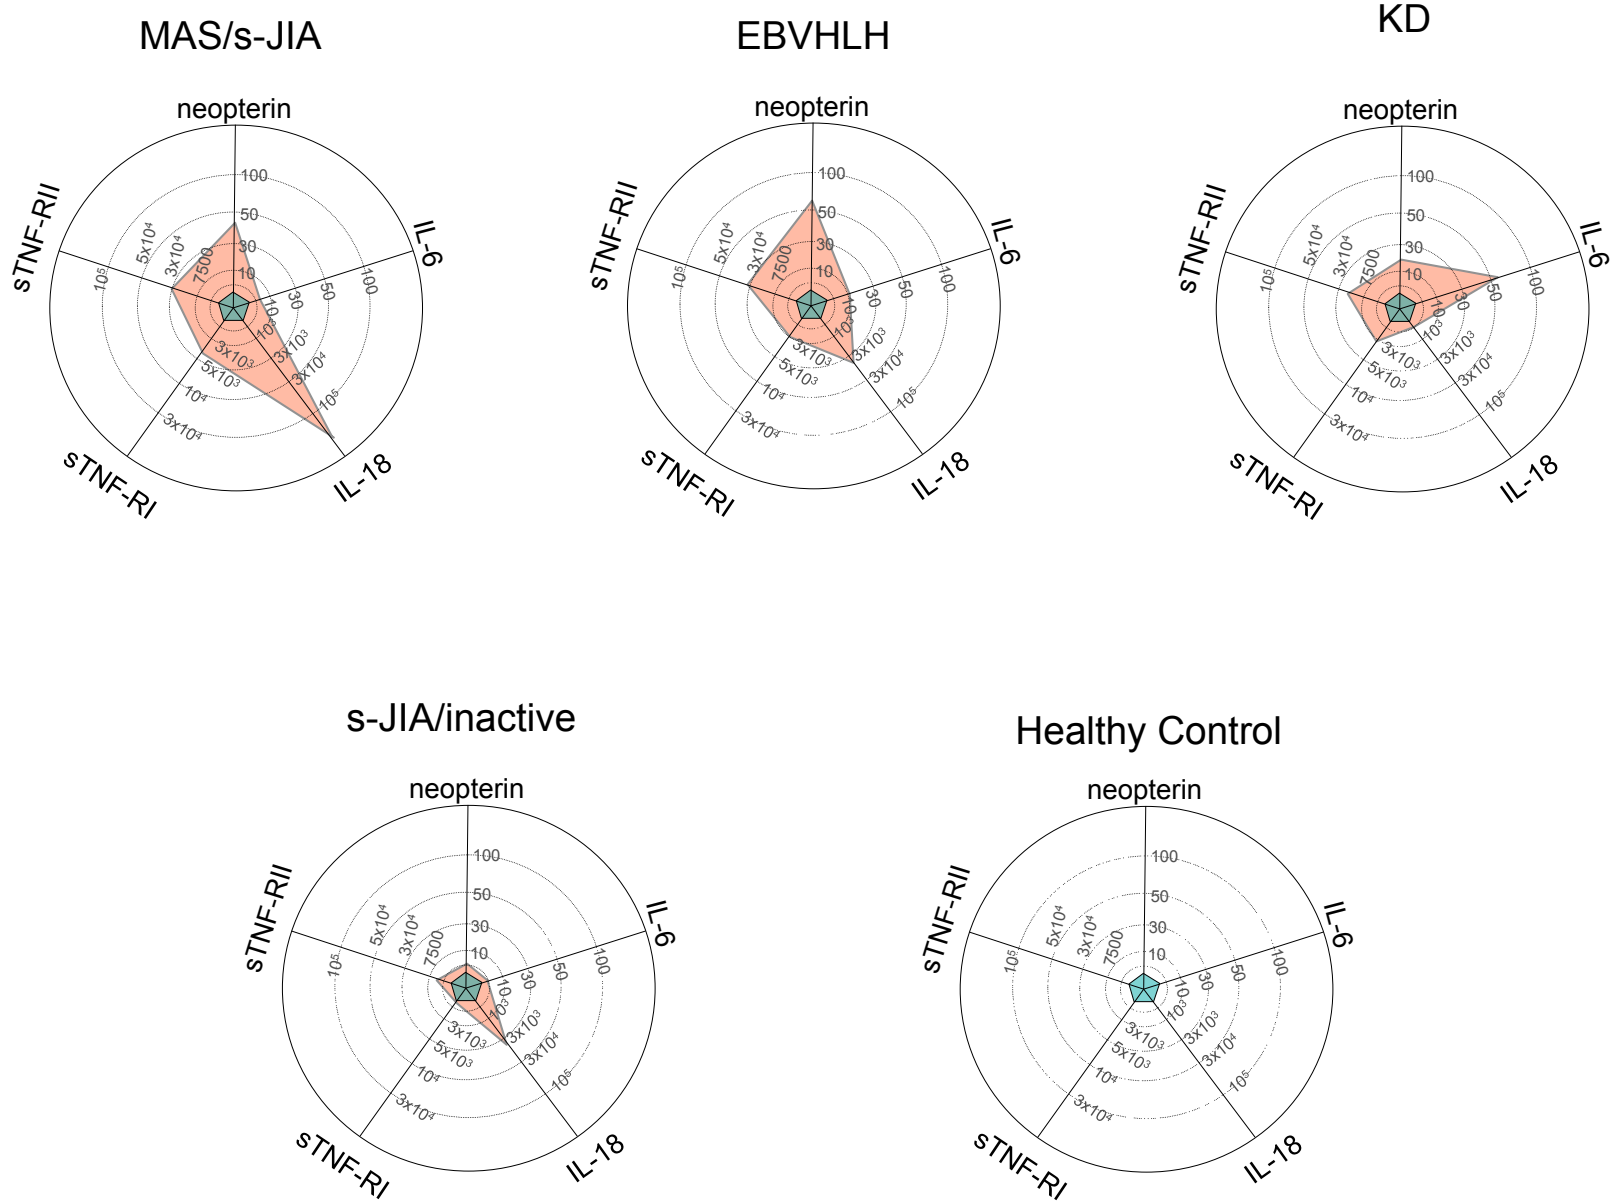 MAS/s-JIA
EBVHLH
KD
neopterin
100
50
30
10
IL-6
10
30
50
100
IL-18
10³
3x10³
3x10⁴
10⁵
sTNF-RI
3x10³
5x10³
10⁴
3x10⁴
sTNF-RII
7500
3x10⁴
5x10⁴
10⁵
neopterin
100
50
30
10
IL-6
10
30
50
100
IL-18
10³
3x10³
3x10⁴
10⁵
sTNF-RI
3x10³
5x10³
10⁴
3x10⁴
sTNF-RII
7500
3x10⁴
5x10⁴
10⁵
neopterin
100
50
30
10
IL-6
10
30
50
100
IL-18
10³
3x10³
3x10⁴
10⁵
sTNF-RI
3x10³
5x10³
10⁴
3x10⁴
sTNF-RII
7500
3x10⁴
5x10⁴
10⁵
s-JIA/inactive
Healthy Control
neopterin
100
50
30
10
IL-6
10
30
50
100
IL-18
10³
3x10³
3x10⁴
10⁵
sTNF-RI
3x10³
5x10³
10⁴
3x10⁴
sTNF-RII
7500
3x10⁴
5x10⁴
10⁵
neopterin
100
50
30
10
IL-6
10
30
50
100
IL-18
10³
3x10³
3x10⁴
10⁵
sTNF-RI
3x10³
5x10³
10⁴
3x10⁴
sTNF-RII
7500
3x10⁴
5x10⁴
10⁵